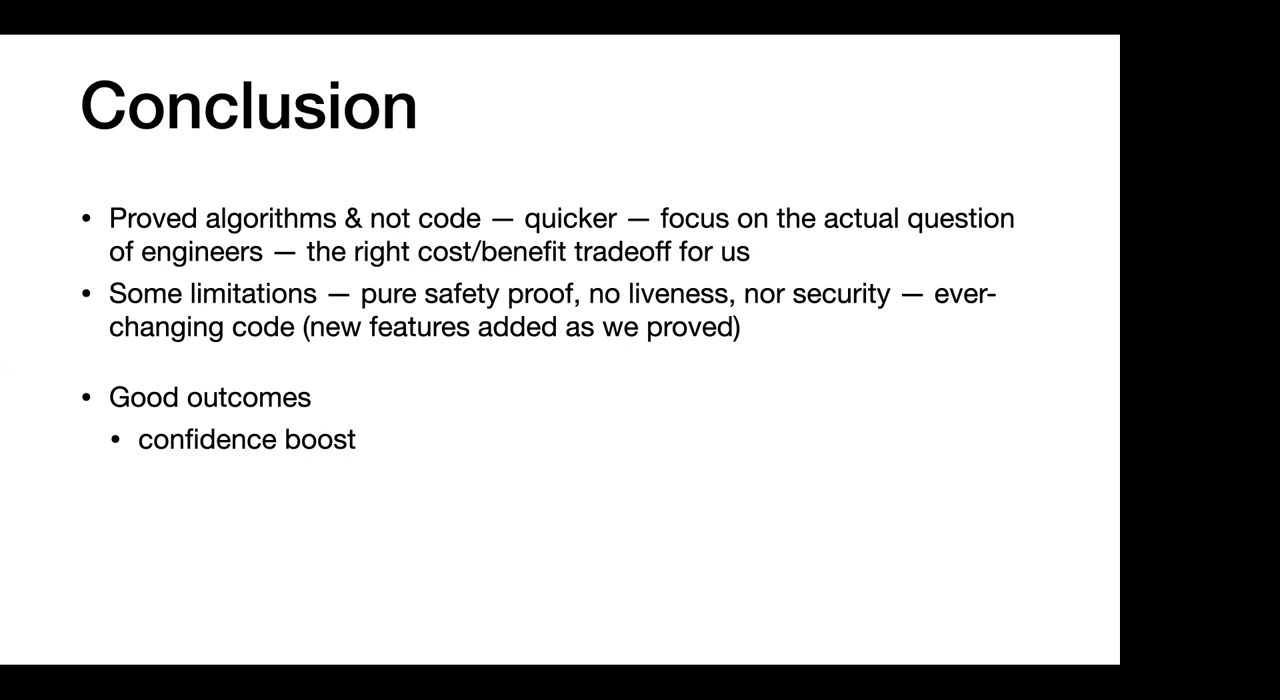 Conclusion
• Proved algorithms & not code — quicker — focus on the actual question
of engineers — the right cost/benefit tradeoff for us
• Some limitations — pure safety proof, no liveness, nor security — ever-
changing code (new features added as we proved)
• Good outcomes
• confidence boost